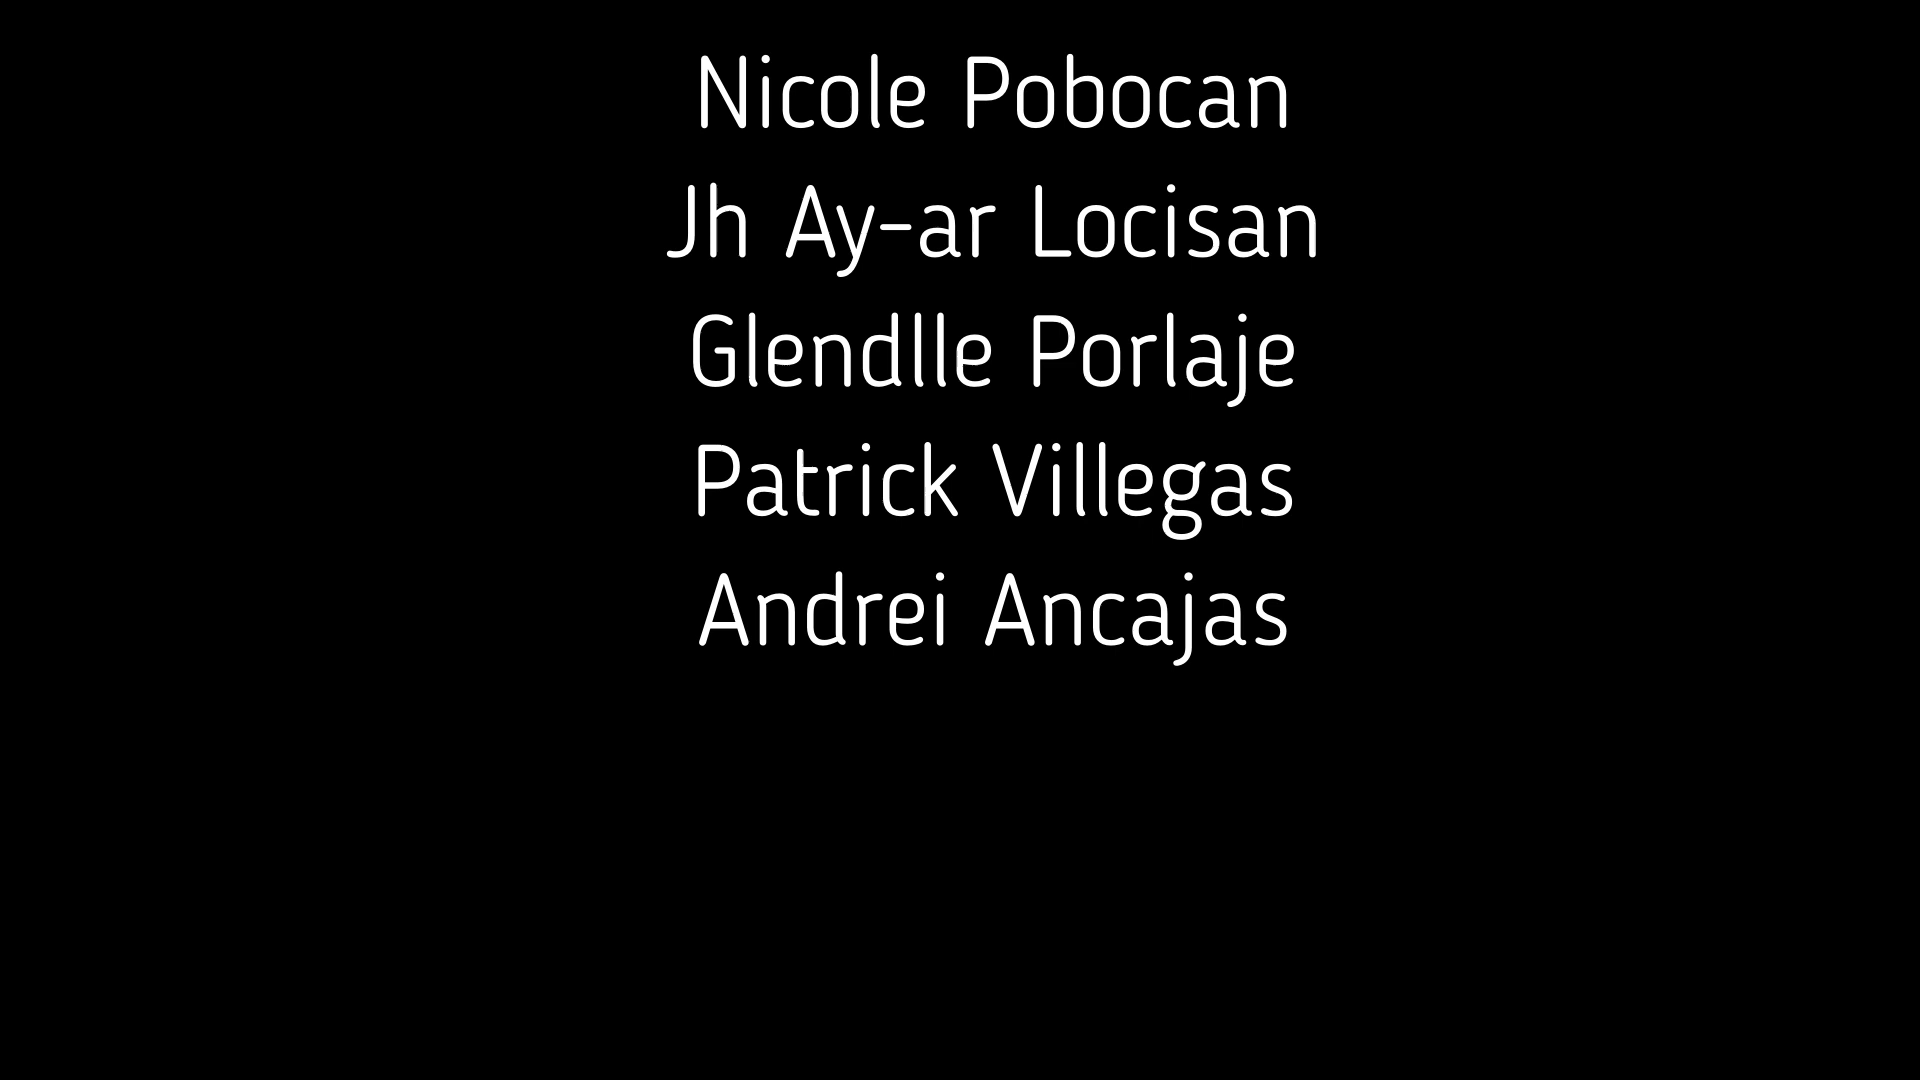 Nicole Pobocan
Jh Ay-ar Locisan
Glendlle Porlaje
Patrick Villegas
Andrei Ancajas